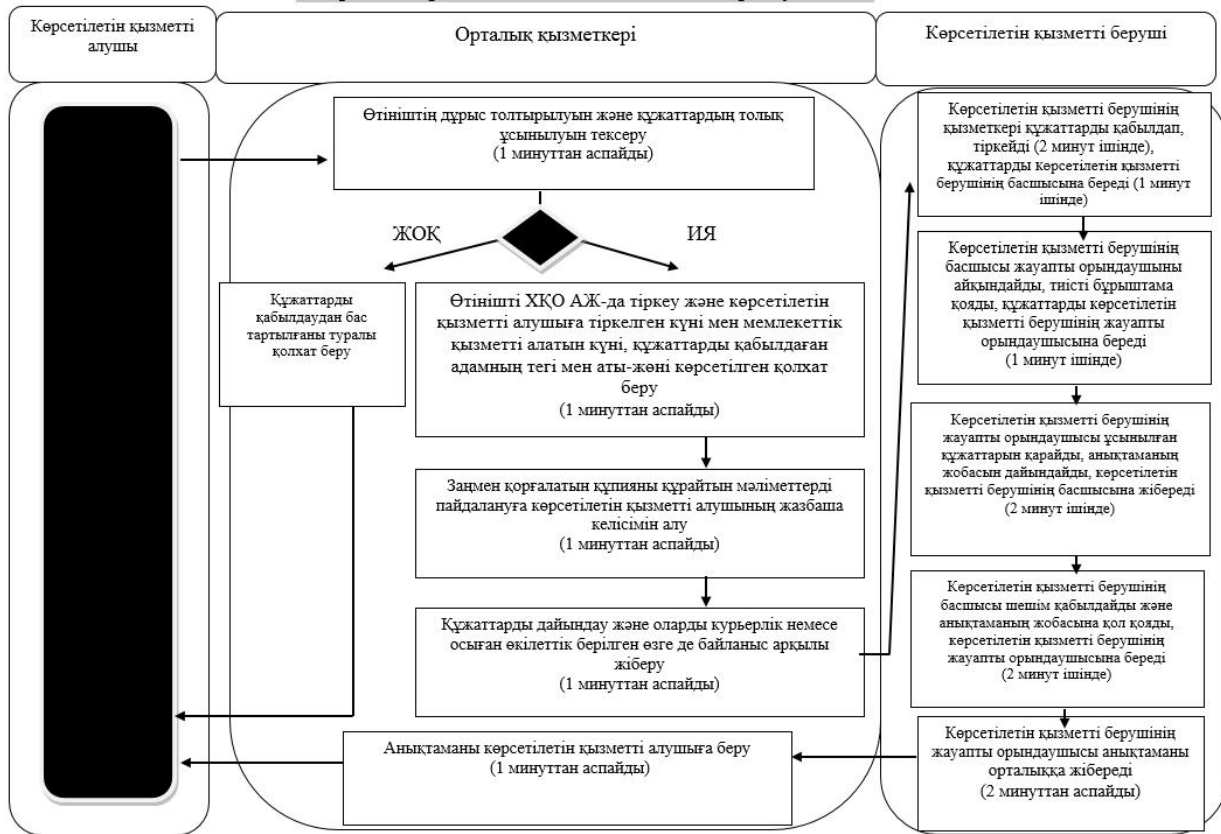 Көрсетілетін қызметті
алушы
Орталық қызметкері
Көрсетілетін қызметті беруші
Өтініштің дұрыс толтырылуын және құжаттардың толық
ұсынылуын тексеру
(1 минуттан аспайды)
ЖОҚ
ИЯ
Құжаттарды
қабылдаудан бас
тартылғаны туралы
қолхат беру
Өтінішті ХҚО АЖ-да тіркеу және көрсетілетін
қызметті алушыға тіркелген күні мен мемлекеттік
қызметті алатын күні, құжаттарды қабылдаған
адамның тегі мен аты-жөні көрсетілген қолхат
беру
(1 минуттан аспайды)
Заңмен қорғалатын құпияны құрайтын мәліметтерді
пайдалануға көрсетілетін қызметті алушының жазбаша
келісімін алу
(1 минуттан аспайды)
Құжаттарды дайындау және оларды курьерлік немесе
осыған өкілеттік берілген өзге де байланыс арқылы
жіберу
(1 минуттан аспайды)
Анықтаманы көрсетілетін қызметті алушыға беру
(1 минуттан аспайды)
Көрсетілетін қызметті берушінің
қызметкері құжаттарды қабылдап,
тіркейді (2 минут ішінде),
құжаттарды көрсетілетін қызметті
берушінің басшысына береді (1 минут
ішінде)
Көрсетілетін қызметті берушінің
басшысы жауапты орындаушыны
айқындайды, тиісті бұрыштама
қояды, құжаттарды көрсетілетін
қызметті берушінің жауапты
орындаушысына береді
(1 минут ішінде)
Көрсетілетін қызметті берушінің
жауапты орындаушысы ұсынылған
құжаттарын қарайды, анықтаманың
жобасын дайындайды, көрсетілетін
қызметті берушінің басшысына жібереді
(2 минут ішінде)
Көрсетілетін қызметті берушінің
басшысы шешім қабылдайды және
анықтаманың жобасына қол қояды,
көрсетілетін қызметті берушінің
жауапты орындаушысына береді
(2 минут ішінде)
Көрсетілетін қызметті берушінің
жауапты орындаушысы анықтаманы
орталыққа жібереді
(2 минуттан аспайды)